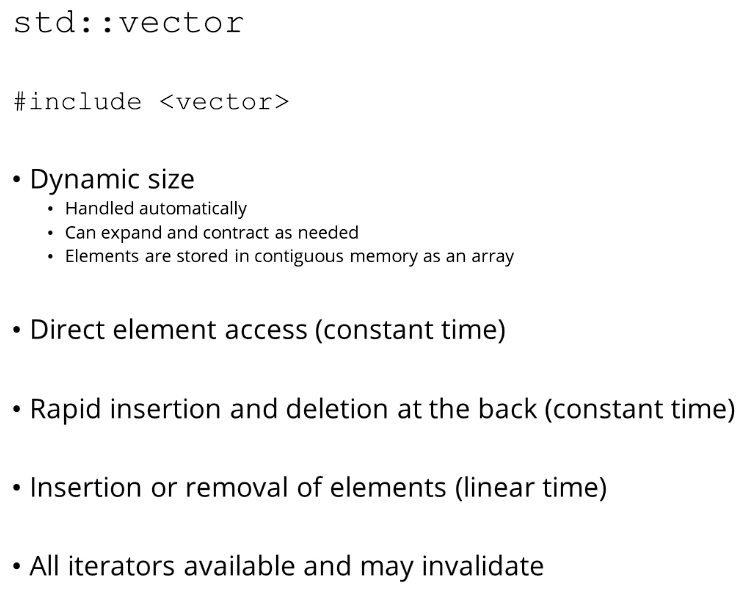 std::vector
#include <vector>
• Dynamic size
• Handled automatically
• Can expand and contract as needed
• Elements are stored in contiguous memory as an array
• Direct element access (constant time)
• Rapid insertion and deletion at the back (constant time)
• Insertion or removal of elements (linear time)
• All iterators available and may invalidate